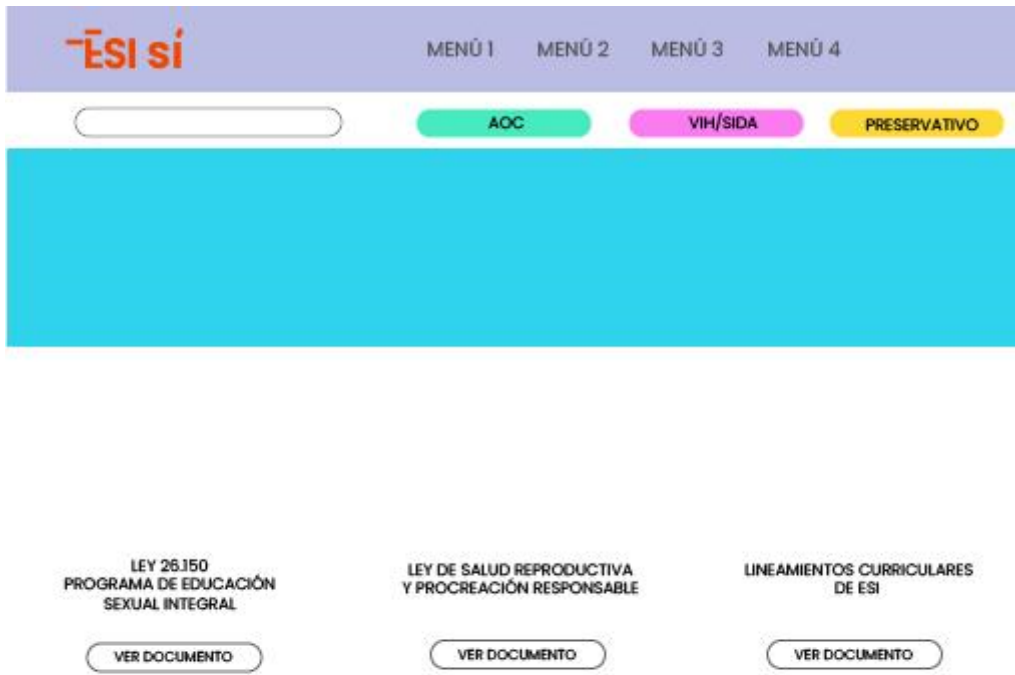 ESI sí
MENÚ 1 MENÚ 2 MENÚ 3 MENÚ 4
AOC VIH/SIDA PRESERVATIVO
LEY 26.150
PROGRAMA DE EDUCACIÓN
SEXUAL INTEGRAL
VER DOCUMENTO
LEY DE SALUD REPRODUCTIVA
Y PROCREACIÓN RESPONSABLE
VER DOCUMENTO
LINEAMIENTOS CURRICULARES
DE ESI
VER DOCUMENTO